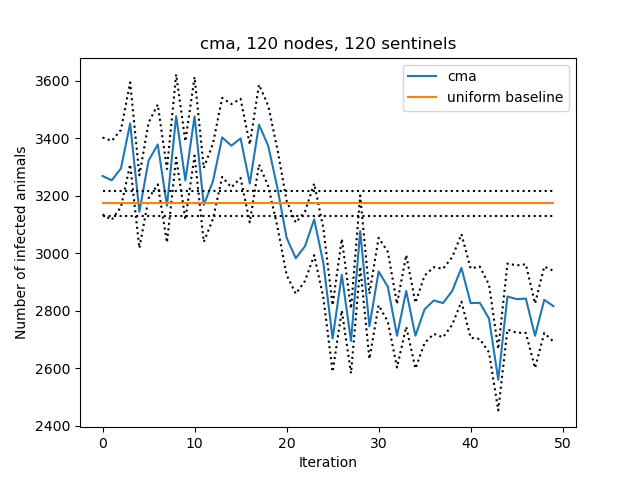 cma, 120 nodes, 120 sentinels
cma
uniform baseline
Number of infected animals
3600
3400
3200
3000
2800
2600
2400
0 10 20 30 40 50
Iteration